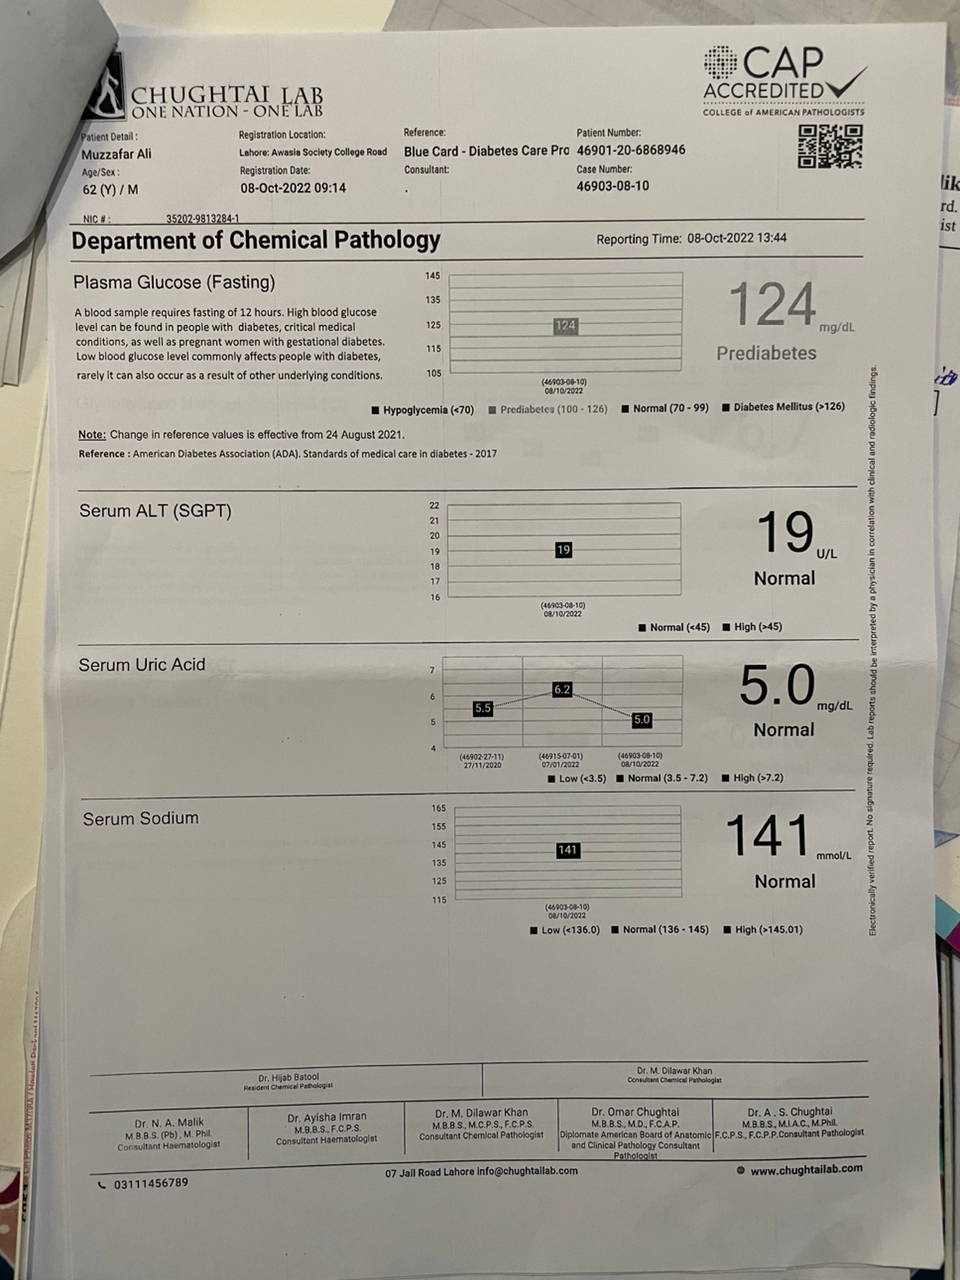 CHUGHTAI LAB
ONE NATION - ONE LAB
CAP
ACCREDITED
COLLEGE of AMERICAN PATHOLOGISTS
Patient Detail :
Muzzafar Ali
Age/Sex :
62 (Y) / M
NIC # : 35202-9813284-1
Registration Location:
Lahore: Awasia Society College Road
Registration Date:
08-Oct-2022 09:14
Reference:
Blue Card - Diabetes Care Pro
Consultant:
.
Patient Number:
46901-20-6868946
Case Number:
46903-08-10
Department of Chemical Pathology
Reporting Time: 08-Oct-2022 13:44
Plasma Glucose (Fasting)
A blood sample requires fasting of 12 hours. High blood glucose
level can be found in people with diabetes, critical medical
conditions, as well as pregnant women with gestational diabetes.
Low blood glucose level commonly affects people with diabetes,
rarely it can also occur as a result of other underlying conditions.
145
135
125
115
105
124
(46903-08-10)
08/10/2022
124 mg/dL
Prediabetes
Hypoglycemia (<70) Prediabetes (100 - 126) Normal (70 - 99) Diabetes Mellitus (>126)
Note: Change in reference values is effective from 24 August 2021.
Reference : American Diabetes Association (ADA). Standards of medical care in diabetes - 2017
Serum ALT (SGPT)
22
21
20
19
18
17
16
19
(46903-08-10)
08/10/2022
19 U/L
Normal
Normal (<45) High (>45)
Serum Uric Acid
7
6
5
4
5.5
6.2
5.0
(46902-27-11) (46915-07-01) (46903-08-10)
27/11/2020 07/01/2022 08/10/2022
5.0 mg/dL
Normal
Low (<3.5) Normal (3.5 - 7.2) High (>7.2)
Serum Sodium
165
155
145
135
125
115
141
(46903-08-10)
08/10/2022
141 mmol/L
Normal
Low (<136.0) Normal (136 - 145) High (>145.01)
Electronically verified report. No signature required. Lab reports should be interpreted by a physician in correlation with clinical and radiologic findings.
Dr. Hijab Batool
Resident Chemical Pathologist
Dr. M. Dilawar Khan
Consultant Chemical Pathologist
Dr. N. A. Malik
M.B.B.S. (Pb) , M. Phil.
Consultant Haematologist
Dr. Ayisha Imran
M.B.B.S., F.C.P.S.
Consultant Haematologist
Dr. M. Dilawar Khan
M.B.B.S., M.C.P.S., F.C.P.S.
Consultant Chemical Pathologist
Dr. Omar Chughtai
M.B.B.S., M.D., F.C.A.P.
Diplomate American Board of Anatomic
and Clinical Pathology Consultant
Pathologist
Dr. A . S. Chughtai
M.B.B.S., M.I.A.C., M.Phil.
F.C.P.S., F.C.P.P.Consultant Pathologist
03111456789
07 Jail Road Lahore info@chughtailab.com
www.chughtailab.com
lik
rd.
ist